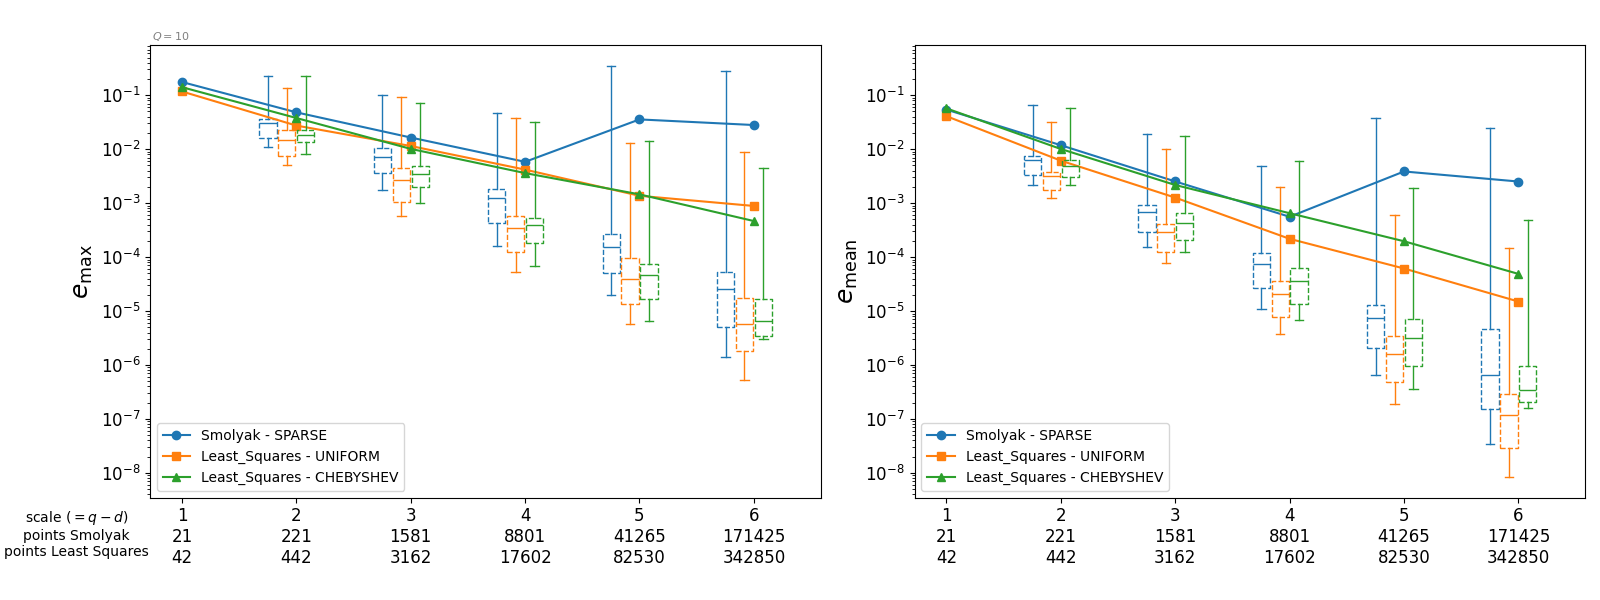 Q = 10
e_max
10^−1
10^−2
10^−3
10^−4
10^−5
10^−6
10^−7
10^−8
Smolyak - SPARSE
Least_Squares - UNIFORM
Least_Squares - CHEBYSHEV
e_mean
10^−1
10^−2
10^−3
10^−4
10^−5
10^−6
10^−7
10^−8
Smolyak - SPARSE
Least_Squares - UNIFORM
Least_Squares - CHEBYSHEV
scale (= q − d) 1 2 3 4 5 6 1 2 3 4 5 6
points Smolyak 21 221 1581 8801 41265 171425 21 221 1581 8801 41265 171425
points Least Squares 42 442 3162 17602 82530 342850 42 442 3162 17602 82530 342850